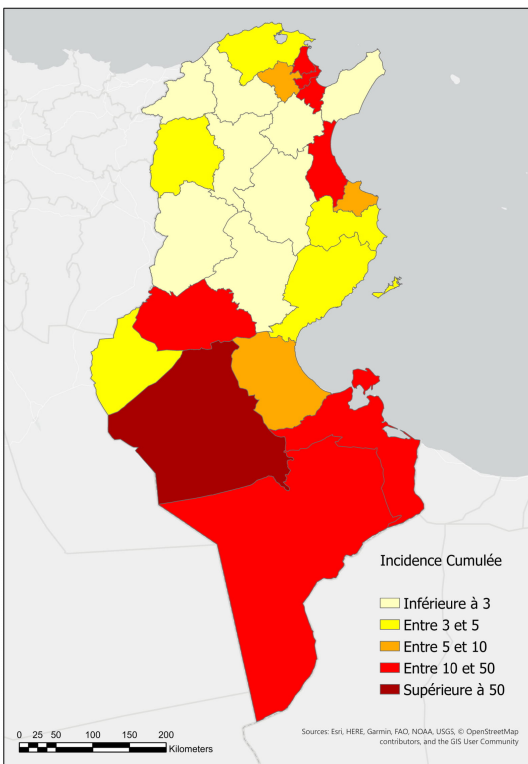 Incidence Cumulée
Inférieure à 3
Entre 3 et 5
Entre 5 et 10
Entre 10 et 50
Supérieure à 50
Sources: Esri, HERE, Garmin, FAO, NOAA, USGS, © OpenStreetMap
contributors, and the GIS User Community
0 25 50 100 150 200
Kilometers